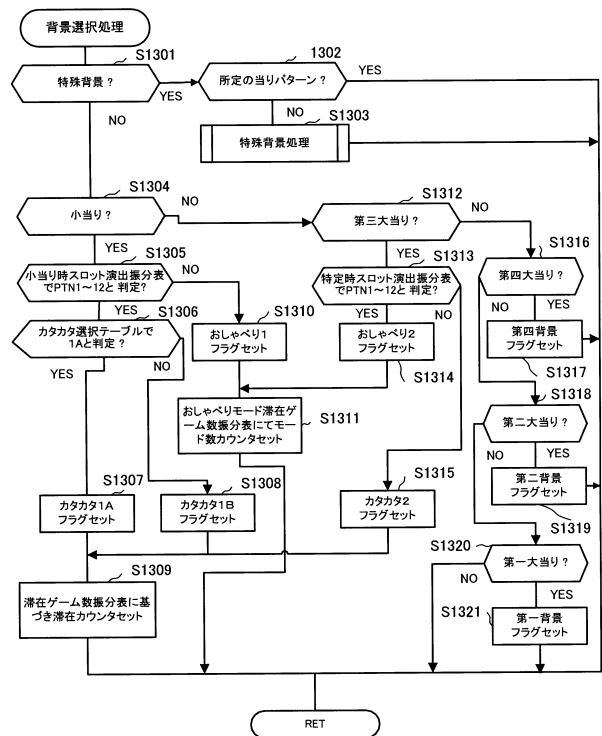 背景選択処理
S1301
特殊背景？
YES
NO
1302
所定の当りパターン？
YES
NO
S1303
特殊背景処理
S1304
小当り？
NO
YES
S1312
第三大当り？
NO
YES
S1305
小当り時スロット演出振分表
でPTN1～12と 判定？
NO
YES
S1313
特定時スロット演出振分表
でPTN1～12と 判定？
YES
NO
S1316
第四大当り？
NO
YES
S1306
カタカタ選択テーブルで
1Aと判定？
YES
NO
S1310
おしゃべり1
フラグセット
おしゃべり2
フラグセット
S1314
第四背景
フラグセット
S1317
S1311
おしゃべりモード滞在ゲー
ム数振分表にてモー
ド数カウンタセット
S1318
第二大当り？
NO
YES
第二背景
フラグセット
S1319
S1307
カタカタ1A
フラグセット
S1308
カタカタ1B
フラグセット
S1315
カタカタ2
フラグセット
S1320
第一大当り？
NO
YES
S1309
滞在ゲーム数振分表に基
づき滞在カウンタセット
S1321
第一背景
フラグセット
RET